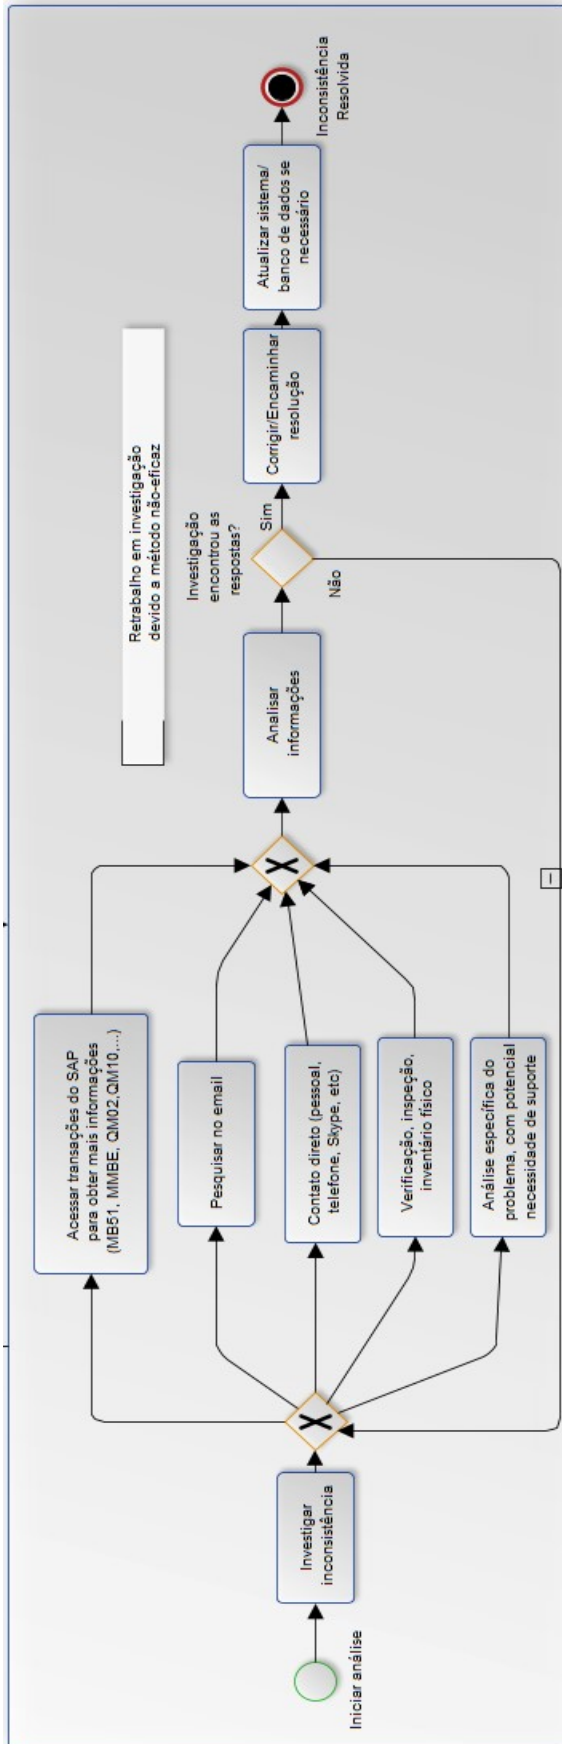 Iniciar análise
Investigar
inconsistência
Acessar transações do SAP
para obter mais informações
(MB51, MMBE, QM02,QM10,...)
Pesquisar no email
Contato direto (pessoal,
telefone, Skype, etc)
Verificação, inspeção,
inventário físico
Análise específica do
problema, com potencial
necessidade de suporte
Analisar
informações
Retrabalho em investigação
devido a método não-eficaz
Investigação
encontrou as
respostas?
Sim
Não
Corrigir/Encaminhar
resolução
Atualizar sistema/
banco de dados se
necessário
Inconsistência
Resolvida